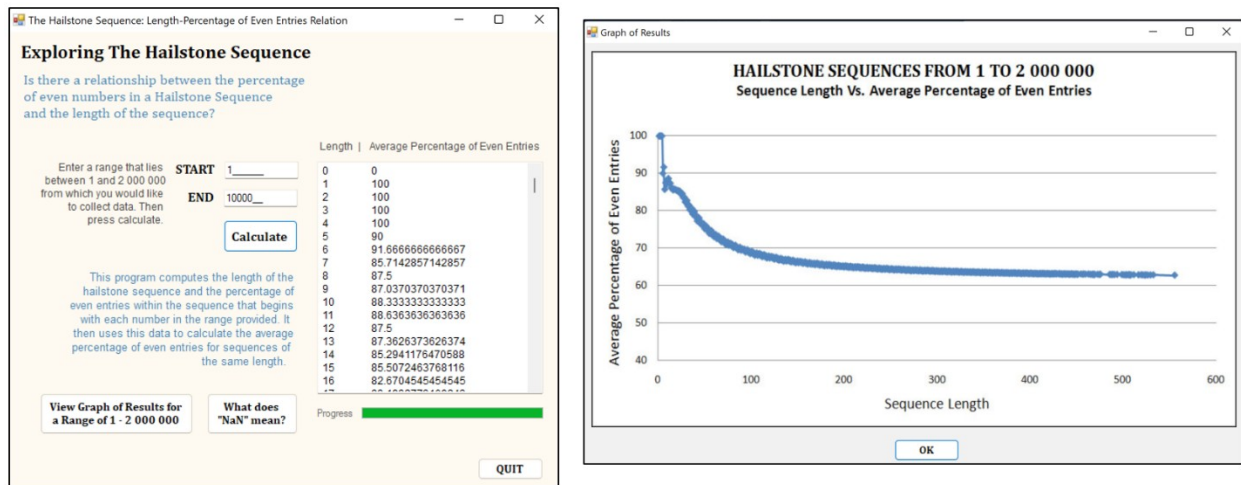 The Hailstone Sequence: Length-Percentage of Even Entries Relation
Exploring The Hailstone Sequence
Is there a relationship between the percentage
of even numbers in a Hailstone Sequence
and the length of the sequence?
Enter a range that lies
between 1 and 2 000 000
from which you would like
to collect data. Then
press calculate.
START 1_____
END 10000__
Calculate
This program computes the length of the
hailstone sequence and the percentage of
even entries within the sequence that begins
with each number in the range provided. It
then uses this data to calculate the average
percentage of even entries for sequences of
the same length.
View Graph of Results for
a Range of 1 - 2 000 000
What does
"NaN" mean?
Length | Average Percentage of Even Entries
0 0
1 100
2 100
3 100
4 100
5 90
6 91.6666666666667
7 85.7142857142857
8 87.5
9 87.0370370370371
10 88.3333333333333
11 88.6363636363636
12 87.5
13 87.3626373626374
14 85.2941176470588
15 85.5072463768116
16 82.6704545454545
Progress
QUIT
Graph of Results
HAILSTONE SEQUENCES FROM 1 TO 2 000 000
Sequence Length Vs. Average Percentage of Even Entries
Average Percentage of Even Entries
100
90
80
70
60
50
40
0 100 200 300 400 500 600
Sequence Length
OK